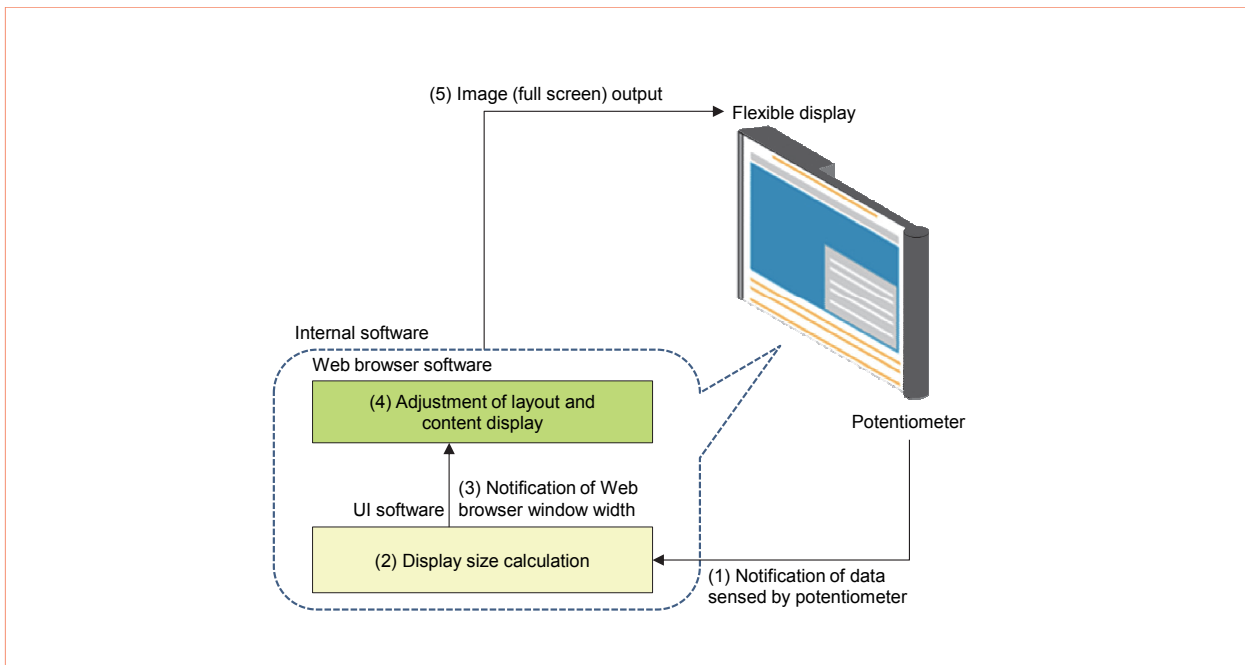 (5) Image (full screen) output
Flexible display
Internal software
Web browser software
(4) Adjustment of layout and
content display
Potentiometer
(3) Notification of Web
browser window width
UI software
(2) Display size calculation
(1) Notification of data
sensed by potentiometer